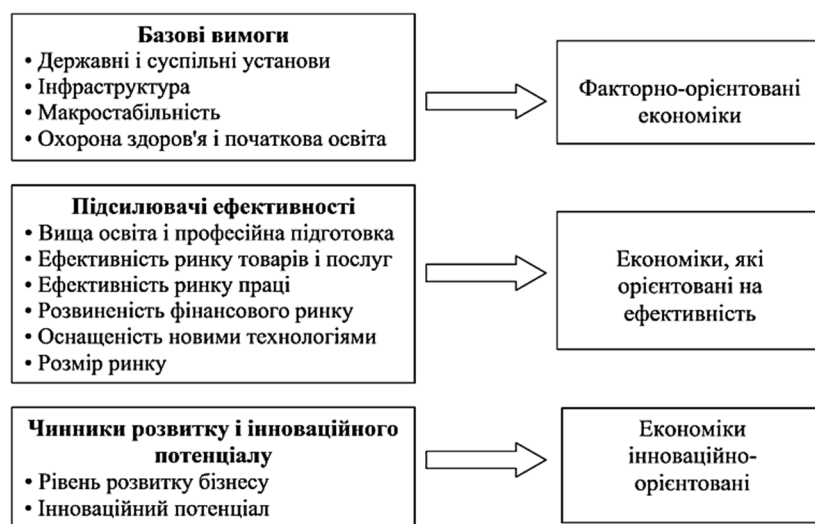 Базові вимоги
• Державні і суспільні установи
• Інфраструктура
• Макростабільність
• Охорона здоров'я і початкова освіта
Факторно-орієнтовані
економіки
Підсилювачі ефективності
• Вища освіта і професійна підготовка
• Ефективність ринку товарів і послуг
• Ефективність ринку праці
• Розвиненість фінансового ринку
• Оснащеність новими технологіями
• Розмір ринку
Економіки, які
орієнтовані на
ефективність
Чинники розвитку і інноваційного
потенціалу
• Рівень розвитку бізнесу
• Інноваційний потенціал
Економіки
інноваційно-
орієнтовані